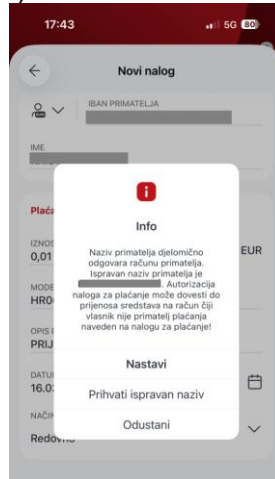 17:43
5G 80
Novi nalog
IBAN PRIMATELJA
IME
Plaća
Info
IZNOS
0,01
EUR
Naziv primatelja djelomično
odgovara računu primatelja.
Ispravan naziv primatelja je
. Autorizacija
naloga za plaćanje može dovesti do
prijenosa sredstava na račun čiji
vlasnik nije primatelj plaćanja
naveden na nalogu za plaćanje!
MODE
HR0
OPIS P
PRIJ
Nastavi
DATU
16.0
Prihvati ispravan naziv
NAČIN
Redovno
Odustani